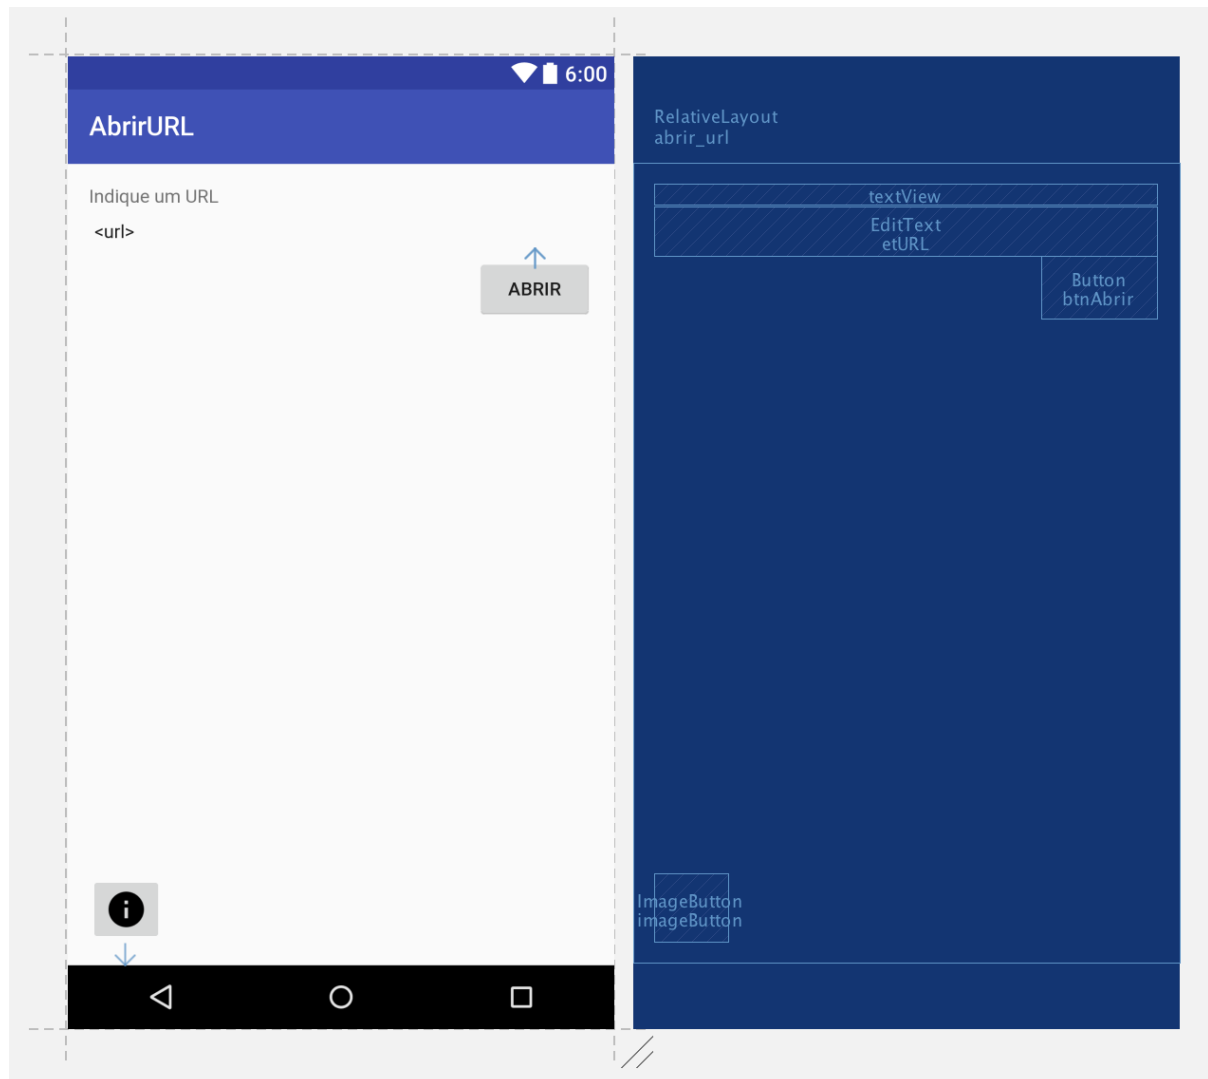 6:00
AbrirURL
Indique um URL
<url>
ABRIR
RelativeLayout
abrir_url
textView
EditText
etURL
Button
btnAbrir
ImageButton
imageButton